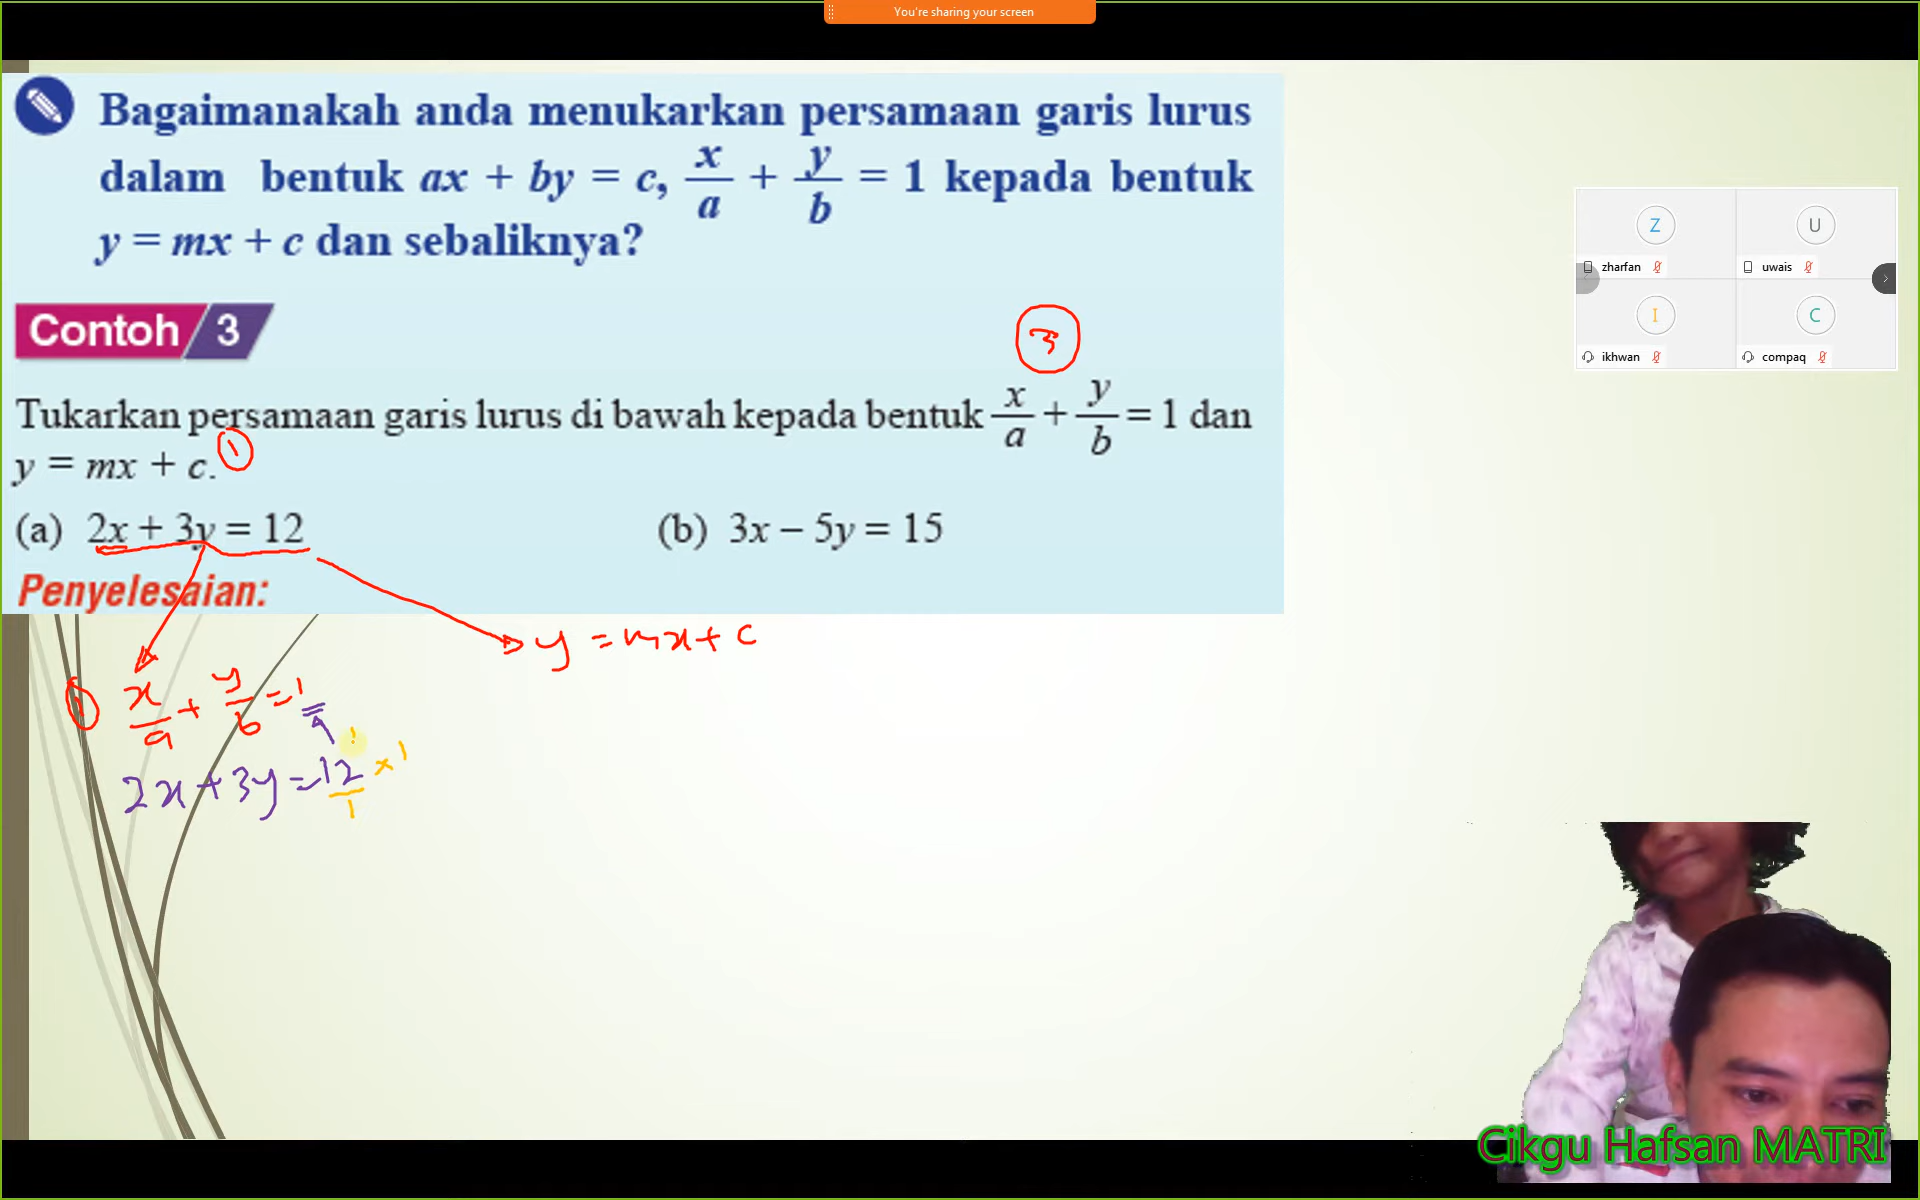 You're sharing your screen
Bagaimanakah anda menukarkan persamaan garis lurus
dalam bentuk ax + by = c, x/a + y/b = 1 kepada bentuk
y = mx + c dan sebaliknya?
Contoh 3
3
Tukarkan persamaan garis lurus di bawah kepada bentuk x/a + y/b = 1 dan
y = mx + c. 1
(a) 2x + 3y = 12
(b) 3x – 5y = 15
Penyelesaian:
y = mx + c
x/a + y/b = 1
2x + 3y = 12/1 × 1
Z
zharfan
U
uwais
I
ikhwan
C
compaq
Cikgu Hafsan MATRI